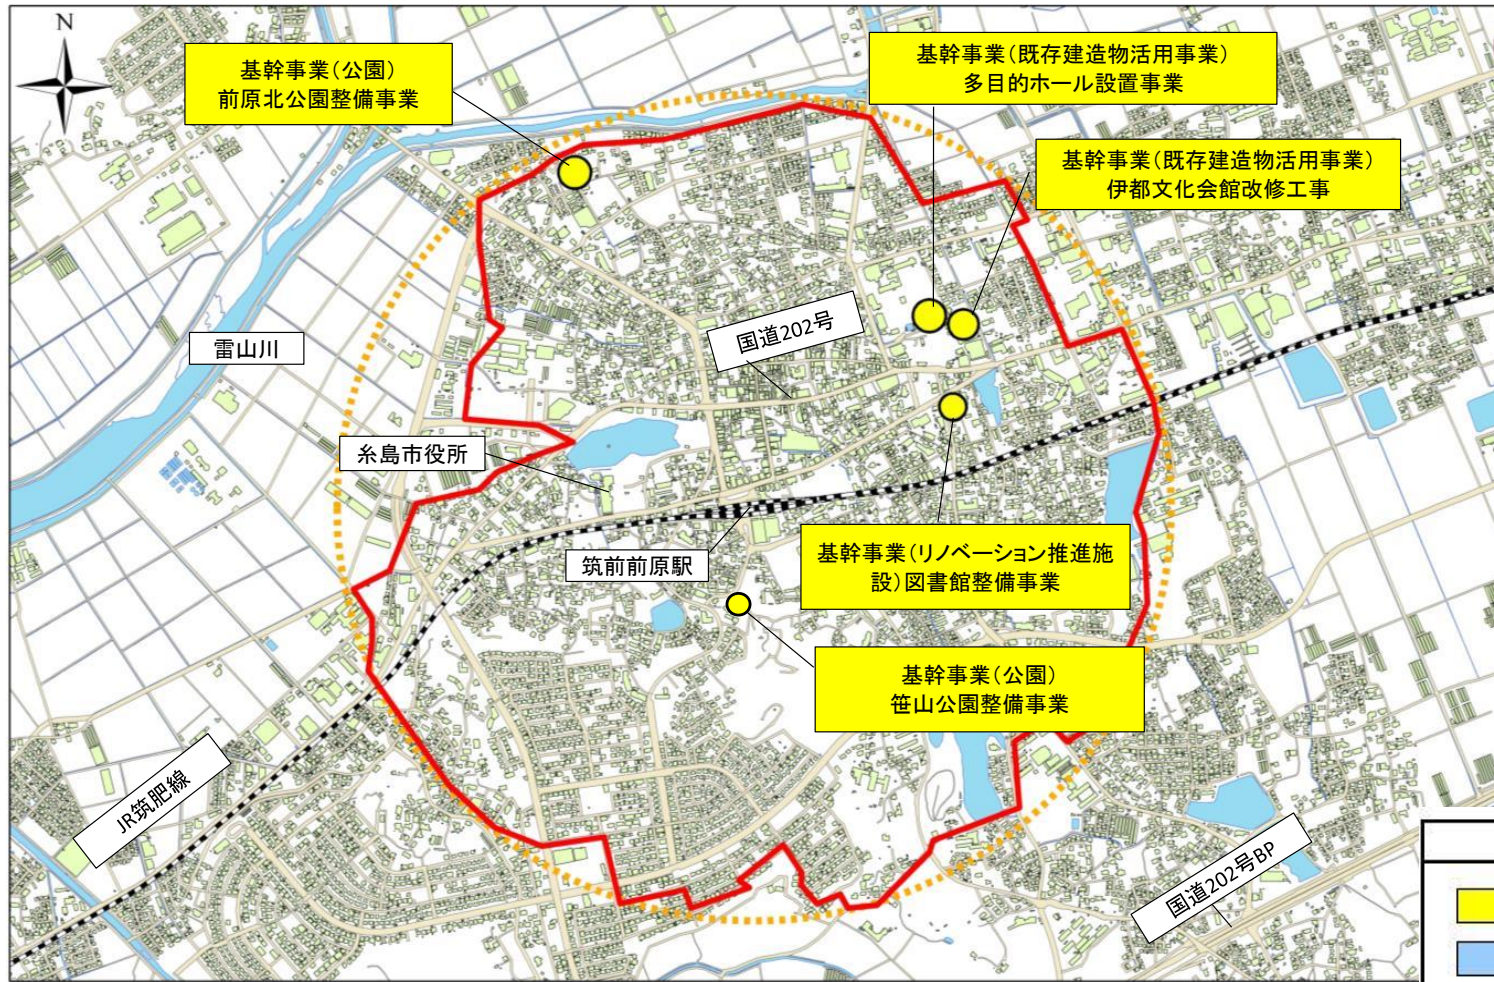 N
基幹事業(公園)
前原北公園整備事業
基幹事業(既存建造物活用事業)
多目的ホール設置事業
基幹事業(既存建造物活用事業)
伊都文化会館改修工事
国道202号
雷山川
糸島市役所
筑前前原駅
基幹事業(リノベーション推進施
設)図書館整備事業
基幹事業(公園)
笹山公園整備事業
JR筑肥線
国道202号BP